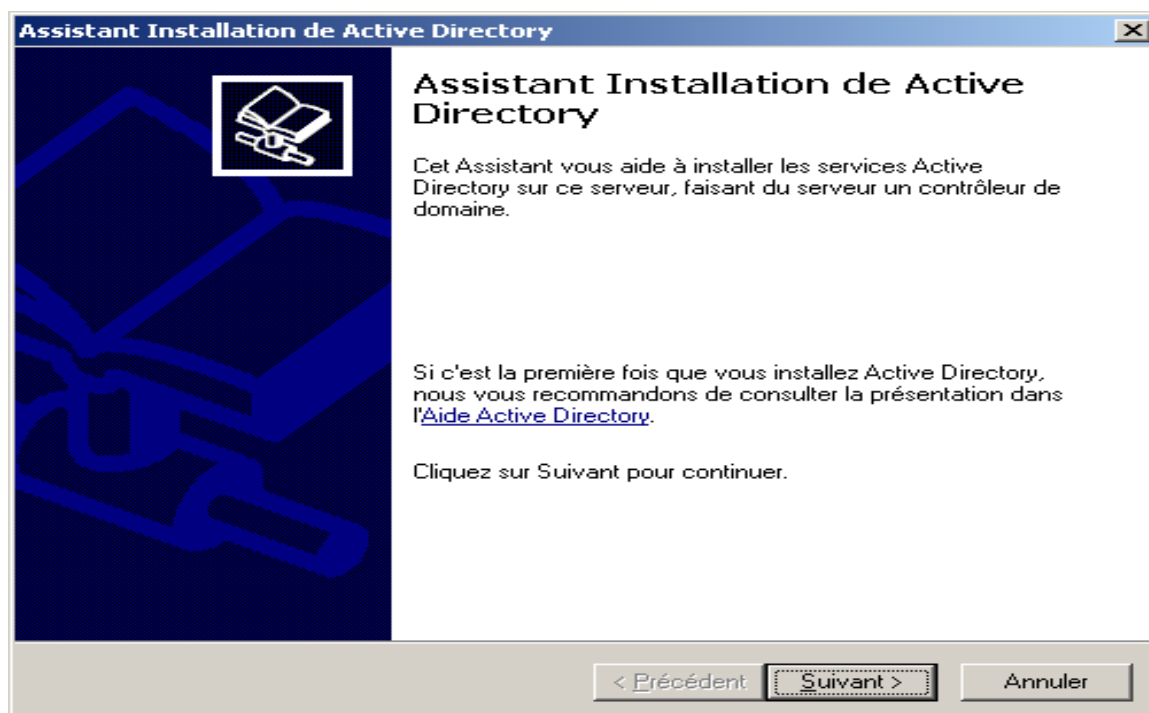 Assistant Installation de Active Directory
Assistant Installation de Active
Directory
Cet Assistant vous aide à installer les services Active
Directory sur ce serveur, faisant du serveur un contrôleur de
domaine.
Si c'est la première fois que vous installez Active Directory,
nous vous recommandons de consulter la présentation dans
l'Aide Active Directory.
Cliquez sur Suivant pour continuer.
< Précédent Suivant > Annuler